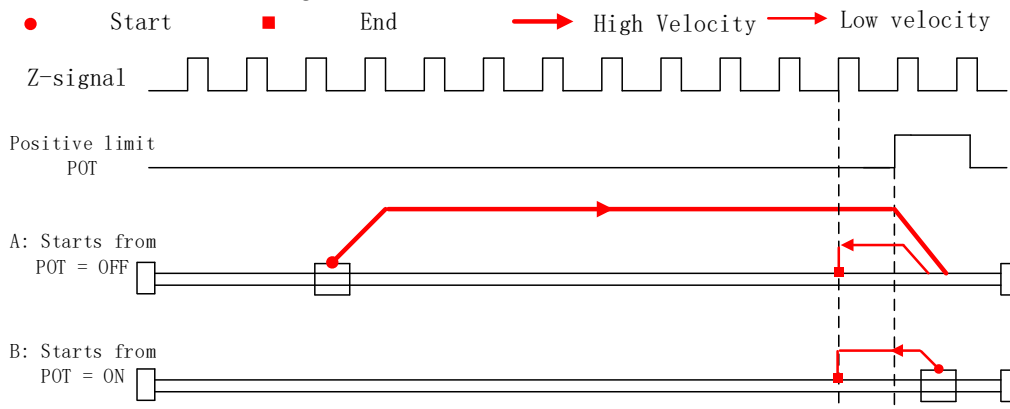 Start End High Velocity Low velocity
Z-signal
Positive limit
POT
A: Starts from
POT = OFF
B: Starts from
POT = ON